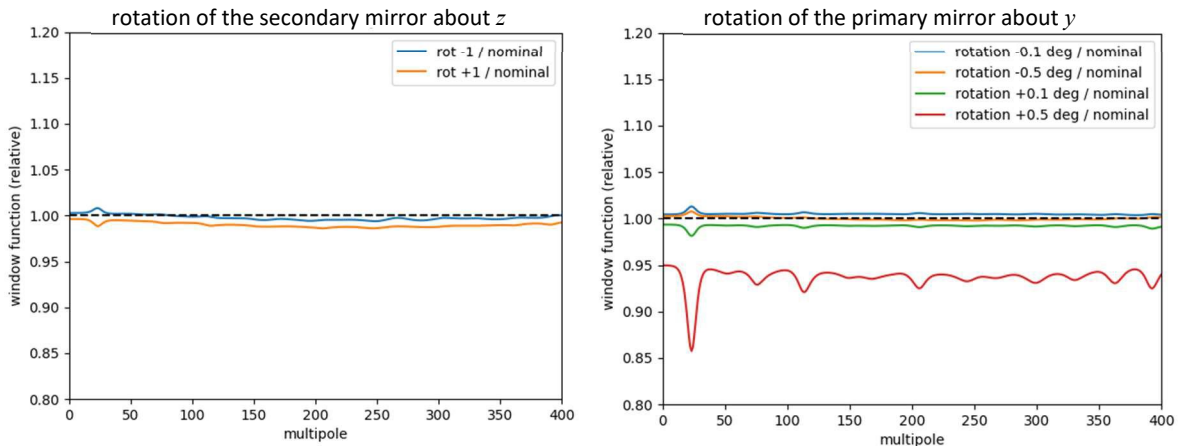 rotation of the secondary mirror about z
1.20
1.15
1.10
1.05
1.00
0.95
0.90
0.85
0.80
window function (relative)
rot -1 / nominal
rot +1 / nominal
0 50 100 150 200 250 300 350 400
multipole
rotation of the primary mirror about y
1.20
1.15
1.10
1.05
1.00
0.95
0.90
0.85
0.80
window function (relative)
rotation -0.1 deg / nominal
rotation -0.5 deg / nominal
rotation +0.1 deg / nominal
rotation +0.5 deg / nominal
0 50 100 150 200 250 300 350 400
multipole